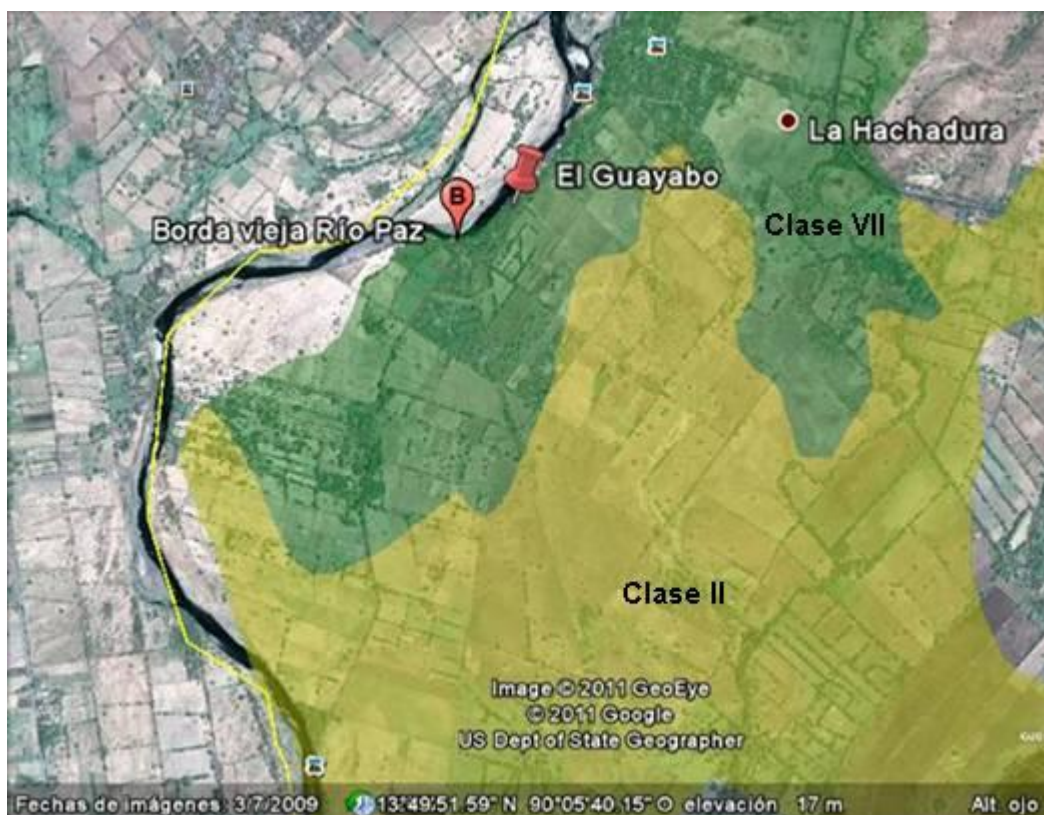 La Hachadura
El Guayabo
B
Clase VII
Borda vieja Río Paz
Clase II
Image © 2011 GeoEye
© 2011 Google
US Dept of State Geographer
Fechas de imágenes: 3/7/2009 13°49'51.59" N 90°05'40.15" O elevación 17 m Alt. ojo